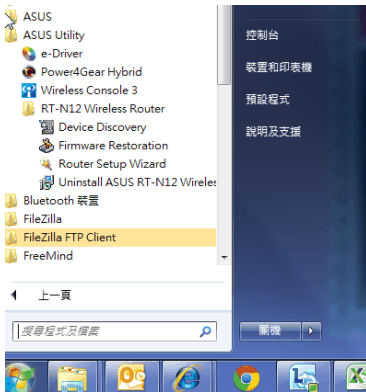 ASUS
ASUS Utility
e-Driver
Power4Gear Hybrid
Wireless Console 3
RT-N12 Wireless Router
Device Discovery
Firmware Restoration
Router Setup Wizard
Uninstall ASUS RT-N12 Wireles
Bluetooth 裝置
FileZilla
FileZilla FTP Client
FreeMind
上一頁
搜尋程式及檔案
控制台
裝置和印表機
預設程式
說明及支援
關機